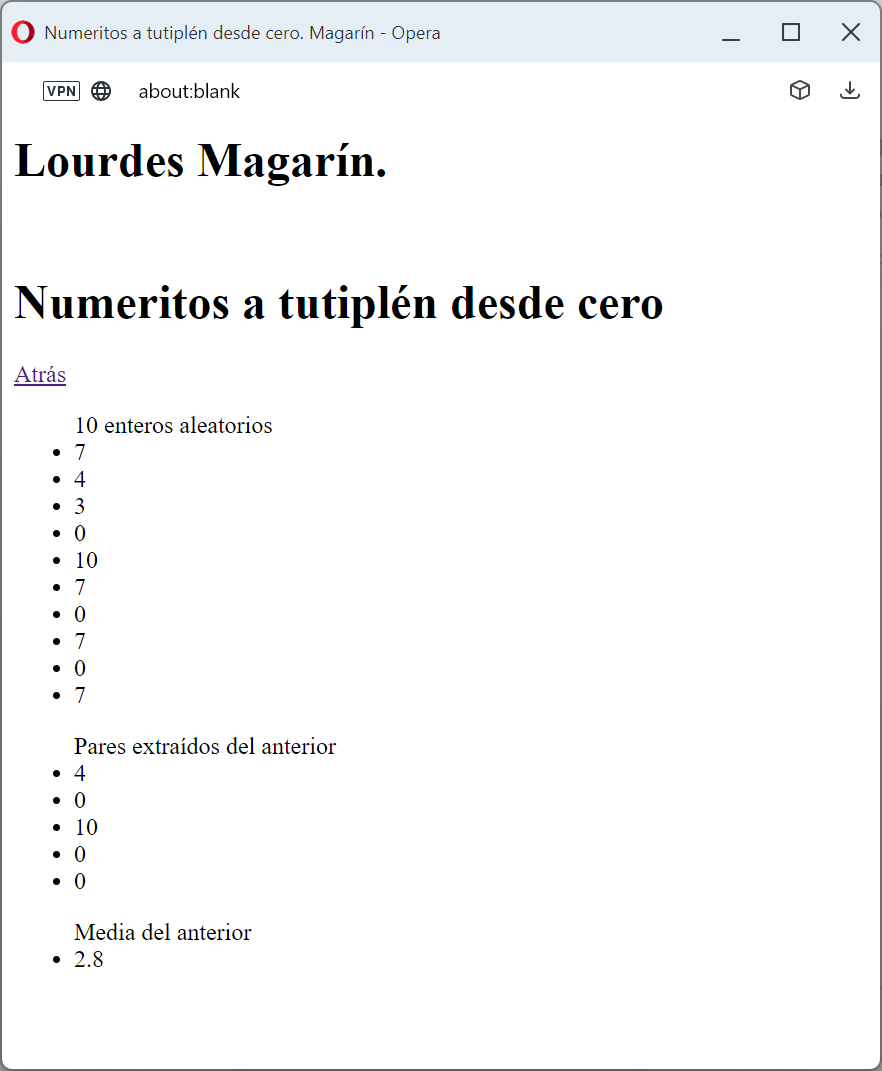 Numeritos a tutiplén desde cero. Magarín - Opera
VPN about:blank
Lourdes Magarín.
Numeritos a tutiplén desde cero
Atrás
10 enteros aleatorios
7
4
3
0
10
7
0
7
0
7
Pares extraídos del anterior
4
0
10
0
0
Media del anterior
2.8